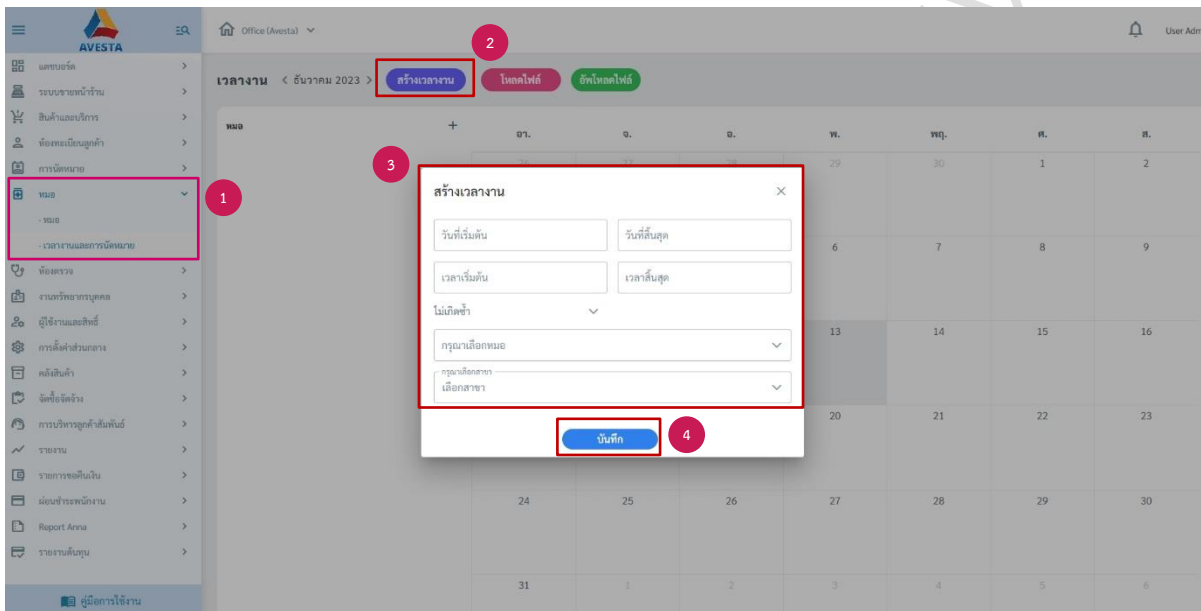 AVESTA
Office (Avesta)
User Adm
แดชบอร์ด
ระบบขายหน้าร้าน
สินค้าและบริการ
ห้องทะเบียนลูกค้า
การนัดหมาย
หมอ
- หมอ
- เวลางานและการนัดหมาย
ห้องตรวจ
งานทรัพยากรบุคคล
ผู้ใช้งานและสิทธิ์
การตั้งค่าส่วนกลาง
คลังสินค้า
จัดซื้อจัดจ้าง
การบริหารลูกค้าสัมพันธ์
รายงาน
รายการขอคืนเงิน
ผ่อนชำระพนักงาน
Report Anna
รายงานต้นทุน
คู่มือการใช้งาน
1
2
เวลางาน < ธันวาคม 2023 > สร้างเวลางาน โหลดไฟล์ อัพโหลดไฟล์
หมอ +
อา. จ. อ. พ. พฤ. ศ. ส.
26 27 28 29 30 1 2
3
สร้างเวลางาน
วันที่เริ่มต้น วันที่สิ้นสุด
เวลาเริ่มต้น เวลาสิ้นสุด
ไม่เกิดซ้ำ
กรุณาเลือกหมอ
กรุณาเลือกสาขา
เลือกสาขา
บันทึก
4
6 7 8 9
13 14 15 16
20 21 22 23
24 25 26 27 28 29 30
31 1 2 3 4 5 6